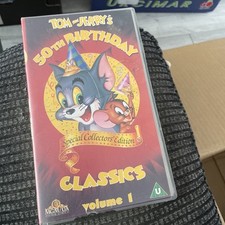 TOM and JERRY'S
50TH BIRTHDAY
Special Collectors' Edition
CLASSICS
volume 1
U